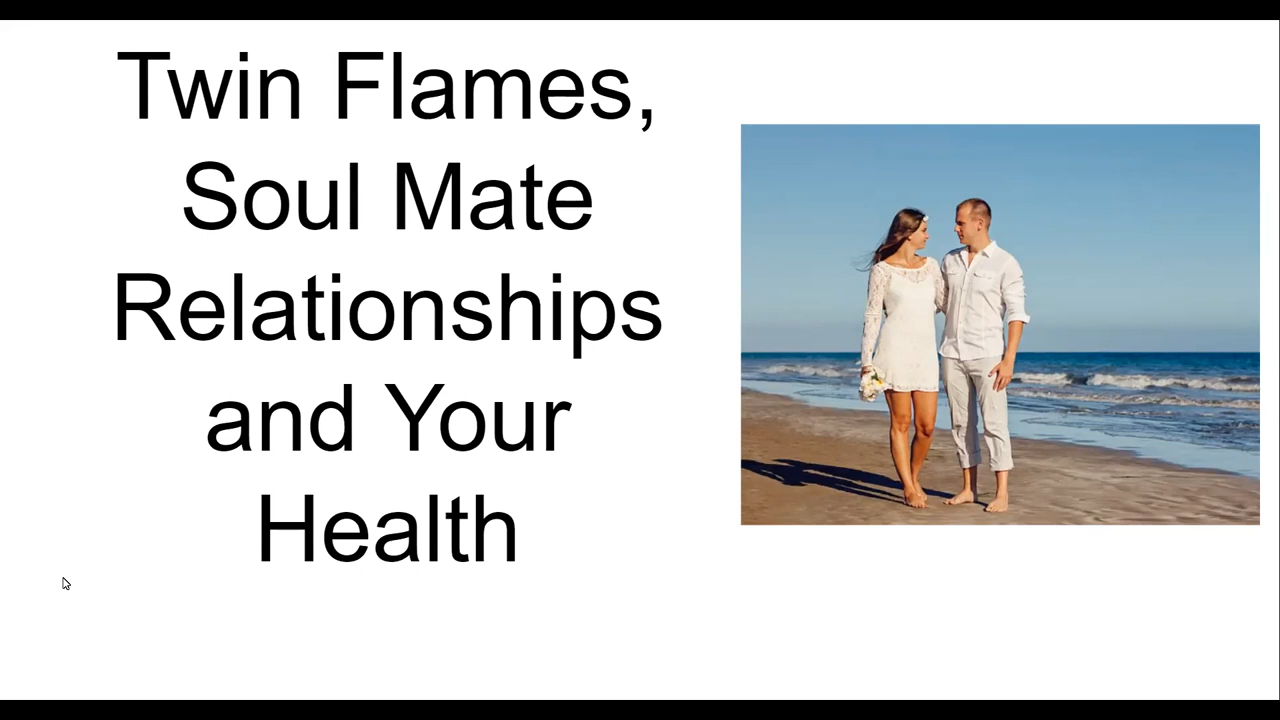 Twin Flames,
Soul Mate
Relationships
and Your
Health